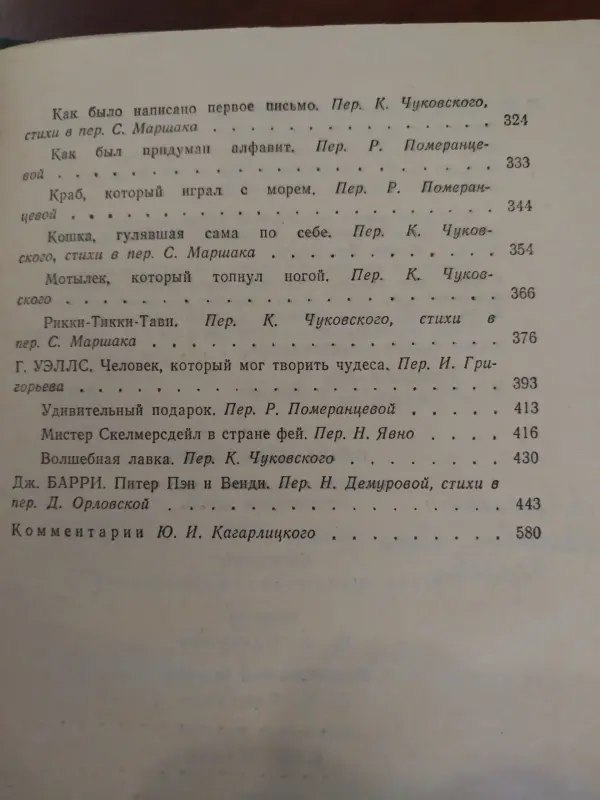 Как было написано первое письмо. Пер. К. Чуковского,
стихи в пер. С. Маршака . . . . . . . . . . . . . . 324
Как был придуман алфавит. Пер. Р. Померанце-
вой . . . . . . . . . . . . . . . . . . . . . 333
Краб, который играл с морем. Пер. Р. Померан-
цевой . . . . . . . . . . . . . . . . . . . . 344
Кошка, гулявшая сама по себе. Пер. К. Чуков-
ского, стихи в пер. С. Маршака . . . . . . . . . . . 354
Мотылек, который топнул ногой. Пер. К. Чуков-
ского . . . . . . . . . . . . . . . . . . . . 366
Рикки-Тикки-Тави. Пер. К. Чуковского, стихи в
пер. С. Маршака . . . . . . . . . . . . . . . . 376
Г. УЭЛЛС. Человек, который мог творить чудеса. Пер. И. Гри-
горьева . . . . . . . . . . . . . . . . . . . 393
Удивительный подарок. Пер. Р. Померанцевой . . . . . 413
Мистер Скелмерсдейл в стране фей. Пер. Н. Явно . . . . 416
Волшебная лавка. Пер. К. Чуковского . . . . . . . . 430
Дж. БАРРИ. Питер Пэн и Венди. Пер. Н. Демуровой, стихи в
пер. Д. Орловской . . . . . . . . . . . . . . . . 443
Комментарии Ю. И. Кагарлицкого . . . . . . . . . 580